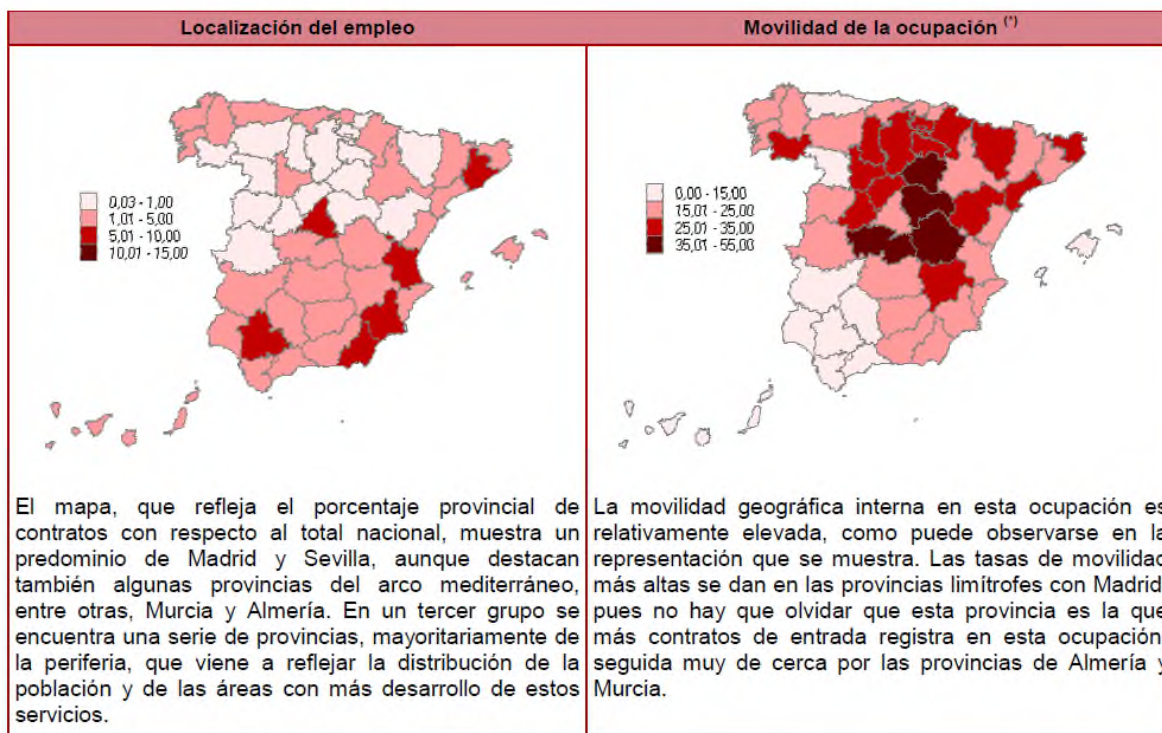 Localización del empleo
Movilidad de la ocupación (*)
0,03 - 1,00
1,01 - 5,00
5,01 - 10,00
10,01 - 15,00
0,00 - 15,00
15,01 - 25,00
25,01 - 35,00
35,01 - 55,00
El mapa, que refleja el porcentaje provincial de
contratos con respecto al total nacional, muestra un
predominio de Madrid y Sevilla, aunque destacan
también algunas provincias del arco mediterráneo,
entre otras, Murcia y Almería. En un tercer grupo se
encuentra una serie de provincias, mayoritariamente de
la periferia, que viene a reflejar la distribución de la
población y de las áreas con más desarrollo de estos
servicios.
La movilidad geográfica interna en esta ocupación es
relativamente elevada, como puede observarse en la
representación que se muestra. Las tasas de movilidad
más altas se dan en las provincias limítrofes con Madrid
pues no hay que olvidar que esta provincia es la que
más contratos de entrada registra en esta ocupación
seguida muy de cerca por las provincias de Almería y
Murcia.